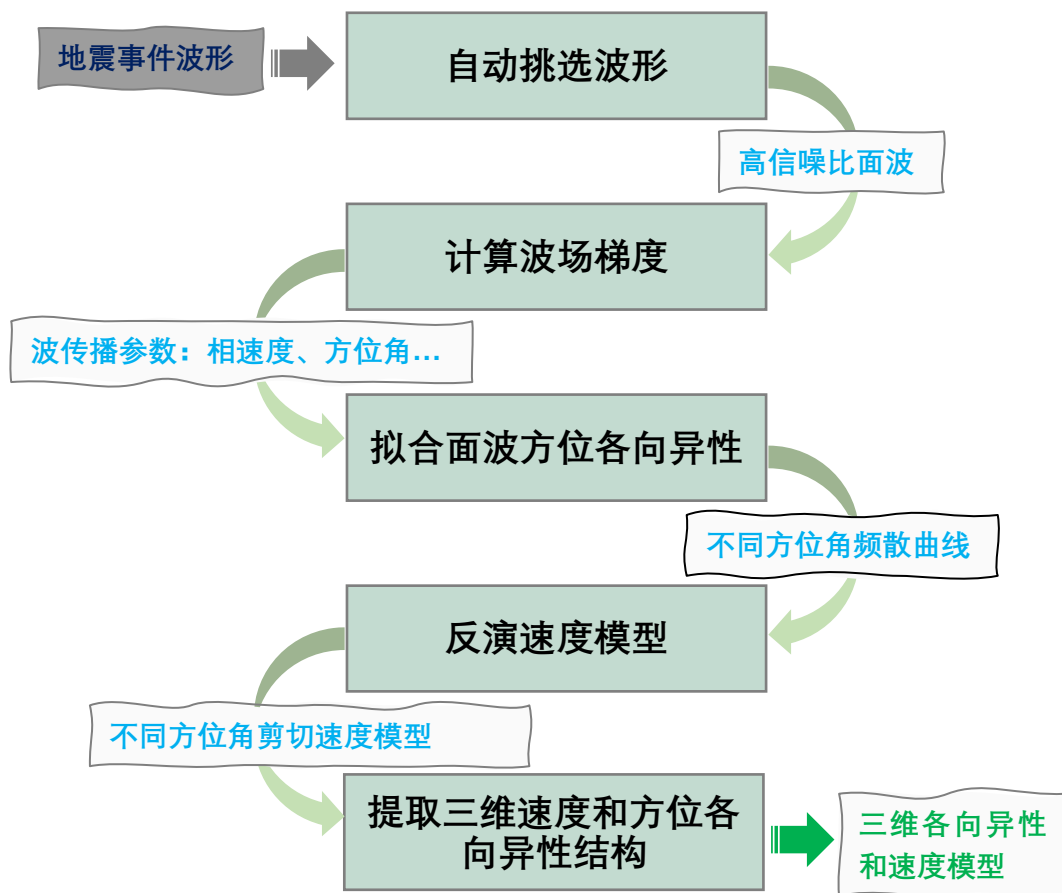 地震事件波形
自动挑选波形
高信噪比面波
计算波场梯度
波传播参数：相速度、方位角...
拟合面波方位各向异性
不同方位角频散曲线
反演速度模型
不同方位角剪切速度模型
提取三维速度和方位各
向异性结构
三维各向异性
和速度模型